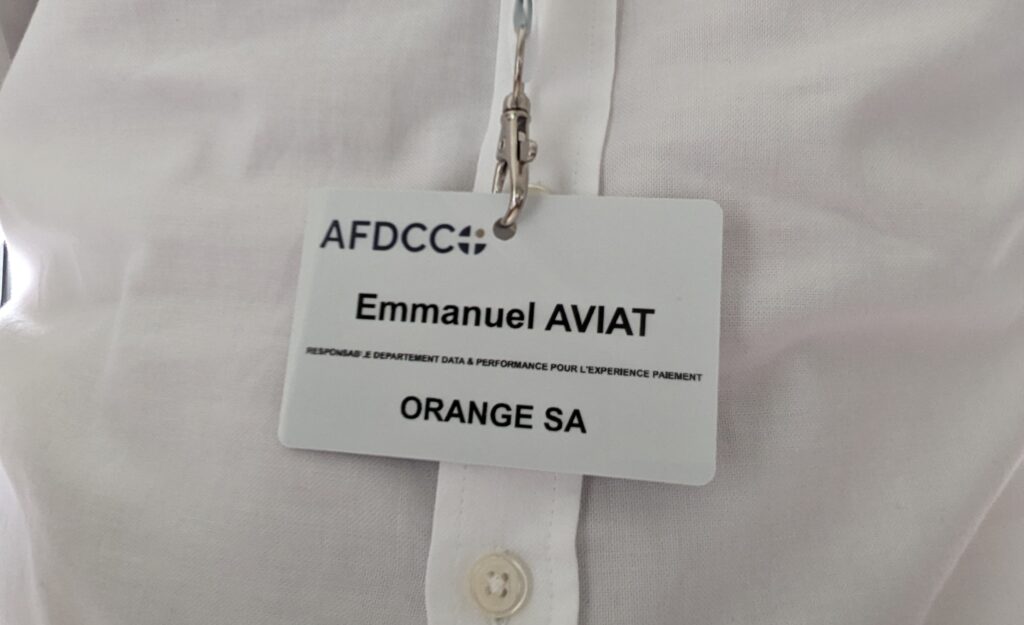 AFDCC
Emmanuel AVIAT
RESPONSABLE DEPARTEMENT DATA & PERFORMANCE POUR L'EXPERIENCE PAIEMENT
ORANGE SA